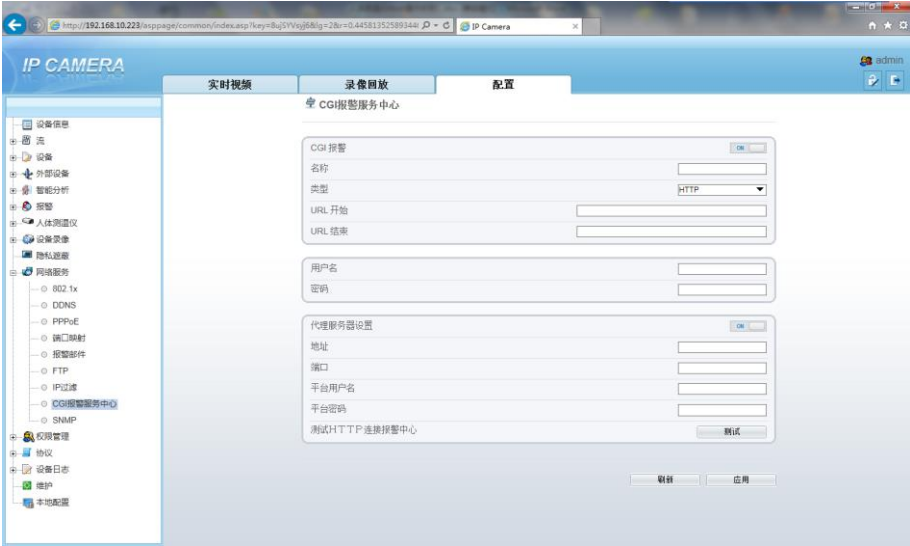 http://192.168.10.223/asppage/common/index.asp?key=8ujSYVsyj6&lg=2&r=0.4458135258934
IP Camera
IP CAMERA
admin
实时视频
录像回放
配置
CGI报警服务中心
设备信息
流
设备
外部设备
智能分析
报警
人体测温仪
设备录像
隐私遮蔽
网络服务
802.1x
DDNS
PPPoE
端口映射
报警邮件
FTP
IP过滤
CGI报警服务中心
SNMP
权限管理
协议
设备日志
维护
本地配置
CGI 报警
ON
名称
类型
HTTP
URL 开始
URL 结束
用户名
密码
代理服务器设置
ON
地址
端口
平台用户名
平台密码
测试HTTP连接报警中心
测试
刷新
应用